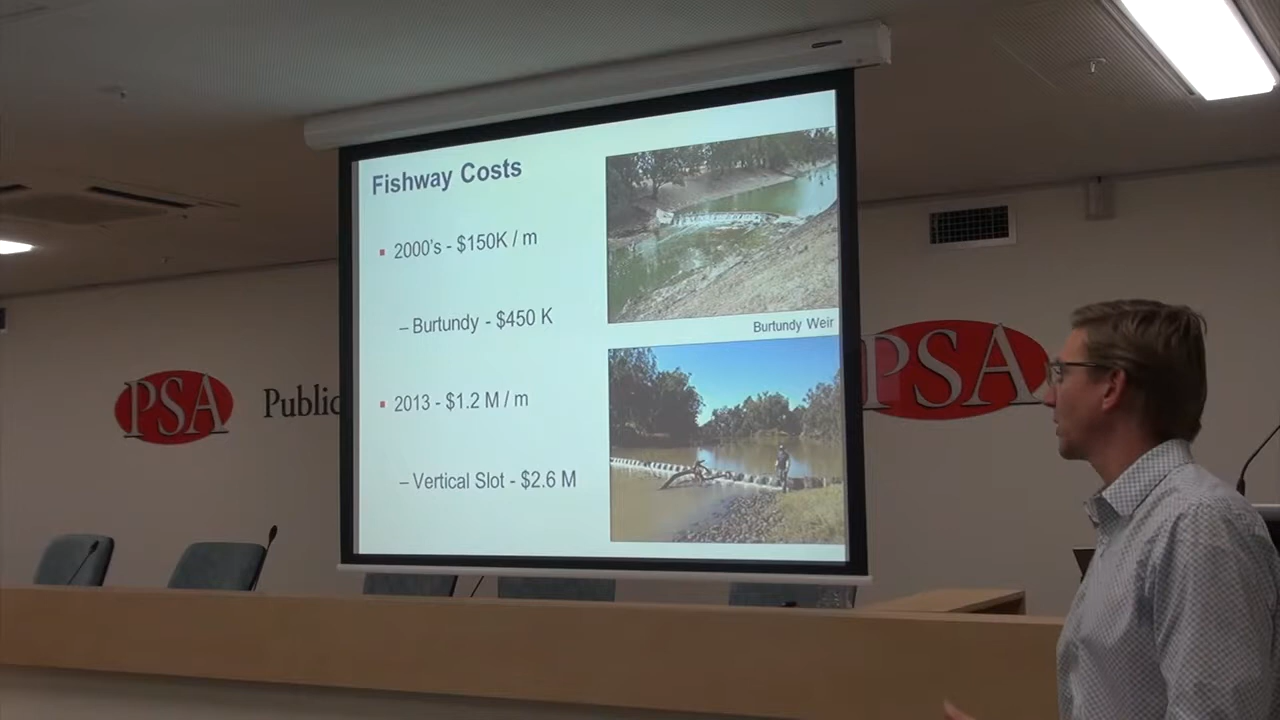 Fishway Costs
2000's - $150K / m
– Burtundy - $450 K
2013 - $1.2 M / m
– Vertical Slot - $2.6 M
Burtundy Weir
PSA
Public
PSA